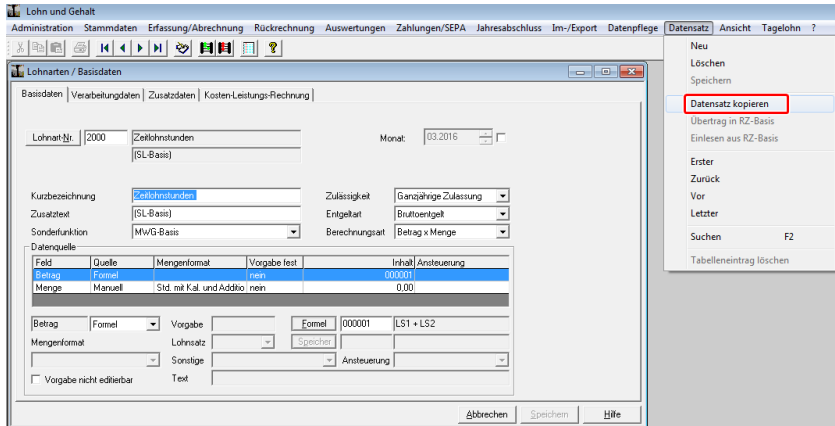 Lohn und Gehalt
Administration Stammdaten Erfassung/Abrechnung Rückrechnung Auswertungen Zahlungen/SEPA Jahresabschluss Im-/Export Datenpflege Datensatz Ansicht Tagelohn ?
Neu
Löschen
Speichern
Datensatz kopieren
Übertrag in RZ-Basis
Einlesen aus RZ-Basis
Erster
Zurück
Vor
Letzter
Suchen F2
Tabelleneintrag löschen
Lohnarten / Basisdaten
Basisdaten Verarbeitungdaten Zusatzdaten Kosten-Leistungs-Rechnung
Lohnart-Nr. 2000 Zeitlohnstunden Monat: 03.2016
(SL-Basis)
Kurzbezeichnung Zeitlohnstunden Zulässigkeit Ganzjährige Zulassung
Zusatztext (SL-Basis) Entgeltart Bruttoentgelt
Sonderfunktion MWG-Basis Berechnungsart Betrag x Menge
Datenquelle
Feld Quelle Mengenformat Vorgabe fest Inhalt Ansteuerung
Betrag Formel nein 000001
Menge Manuell Std. mit Kal. und Additio nein 0,00
Betrag Formel Vorgabe Formel 000001 LS1 + LS2
Mengenformat Lohnsatz Speicher
Sonstige Ansteuerung
Vorgabe nicht editierbar Text
Abbrechen Speichern Hilfe